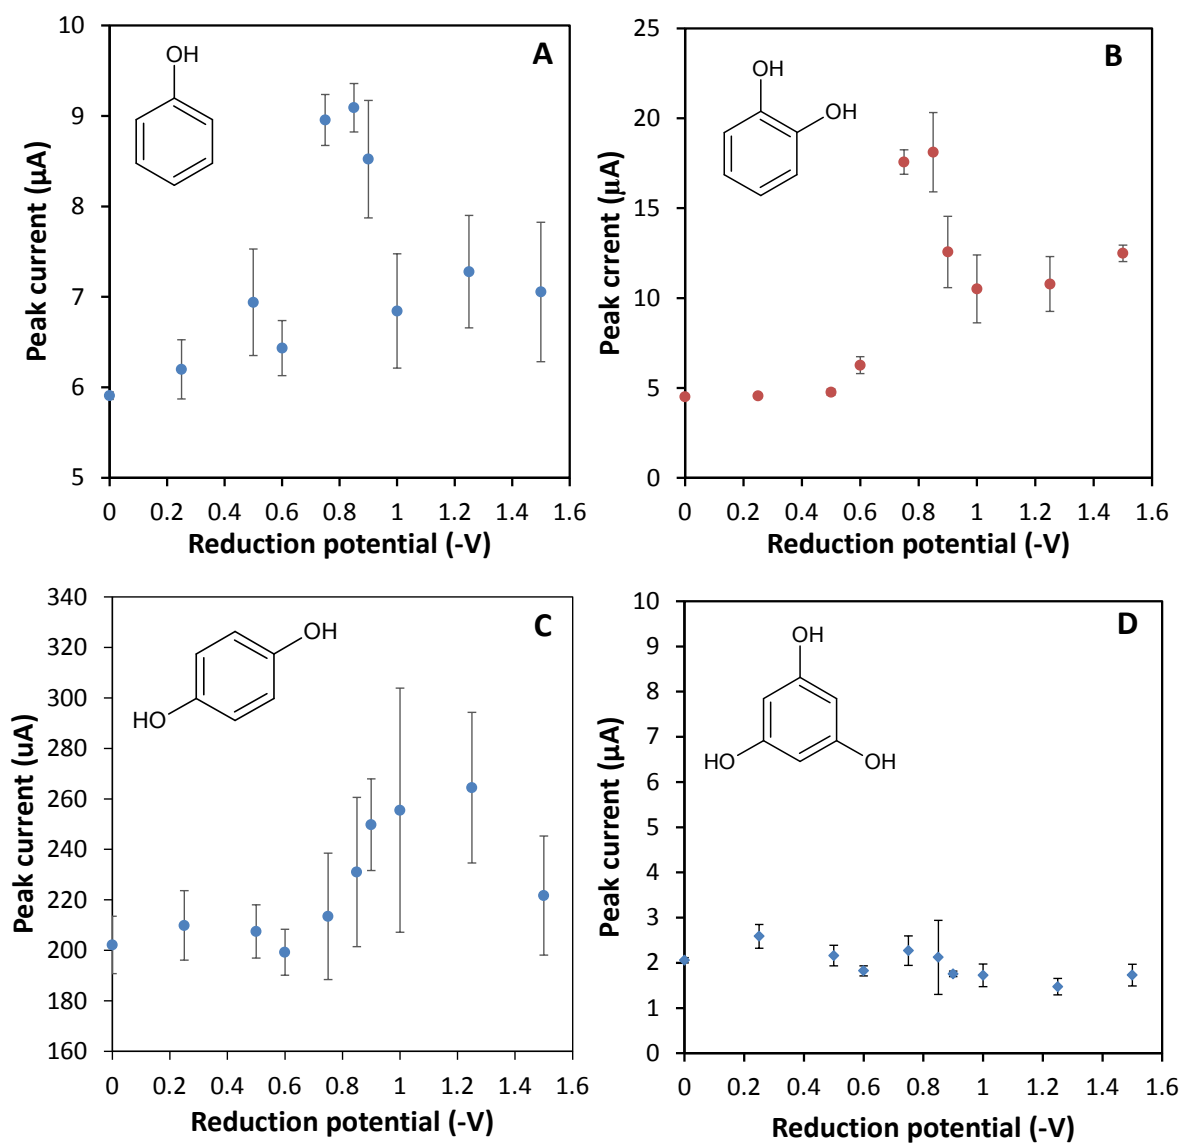 A
OH
Peak current (µA)
10
9
8
7
6
5
0 0.2 0.4 0.6 0.8 1 1.2 1.4 1.6
Reduction potential (-V)
B
OH
OH
Peak crrent (µA)
25
20
15
10
5
0
0 0.2 0.4 0.6 0.8 1 1.2 1.4 1.6
Reduction potential (-V)
C
OH
HO
Peak current (uA)
340
320
300
280
260
240
220
200
180
160
0 0.2 0.4 0.6 0.8 1 1.2 1.4 1.6
Reduction potential (-V)
D
OH
HO
OH
Peak current (µA)
10
9
8
7
6
5
4
3
2
1
0
0 0.2 0.4 0.6 0.8 1 1.2 1.4 1.6
Reduction potential (-V)